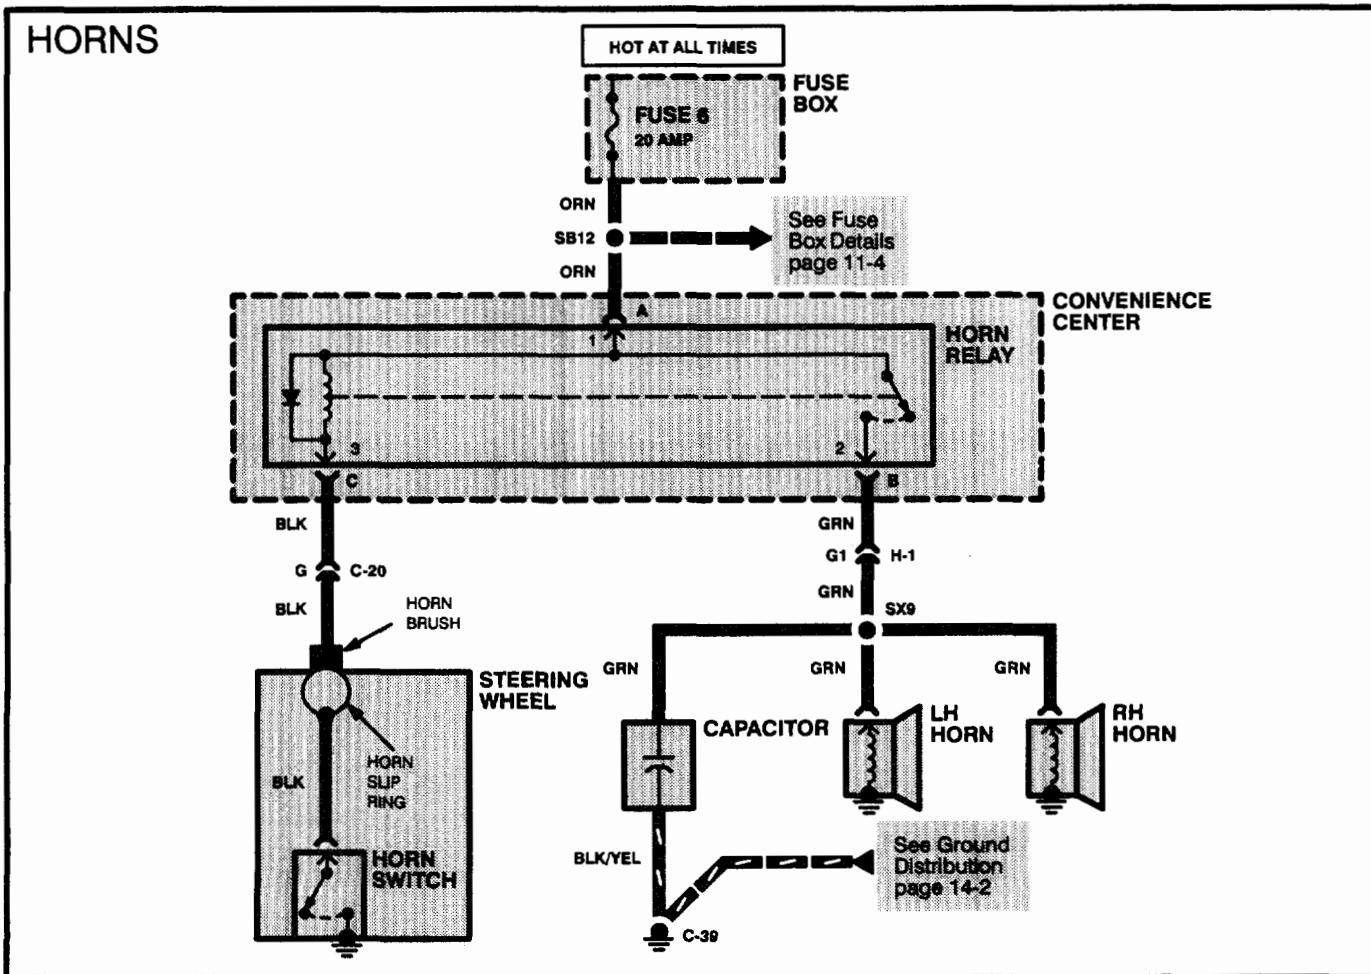 HORNS
HOT AT ALL TIMES
FUSE
BOX
FUSE 6
20 AMP
ORN
SB12
See Fuse
Box Details
page 11-4
ORN
CONVENIENCE
CENTER
A
1
HORN
RELAY
3
2
C
B
BLK
GRN
G
C-20
G1
H-1
BLK
HORN
BRUSH
GRN
SX9
STEERING
WHEEL
GRN
GRN
GRN
CAPACITOR
LH
HORN
RH
HORN
BLK
HORN
SLIP
RING
HORN
SWITCH
BLK/YEL
See Ground
Distribution
page 14-2
C-39